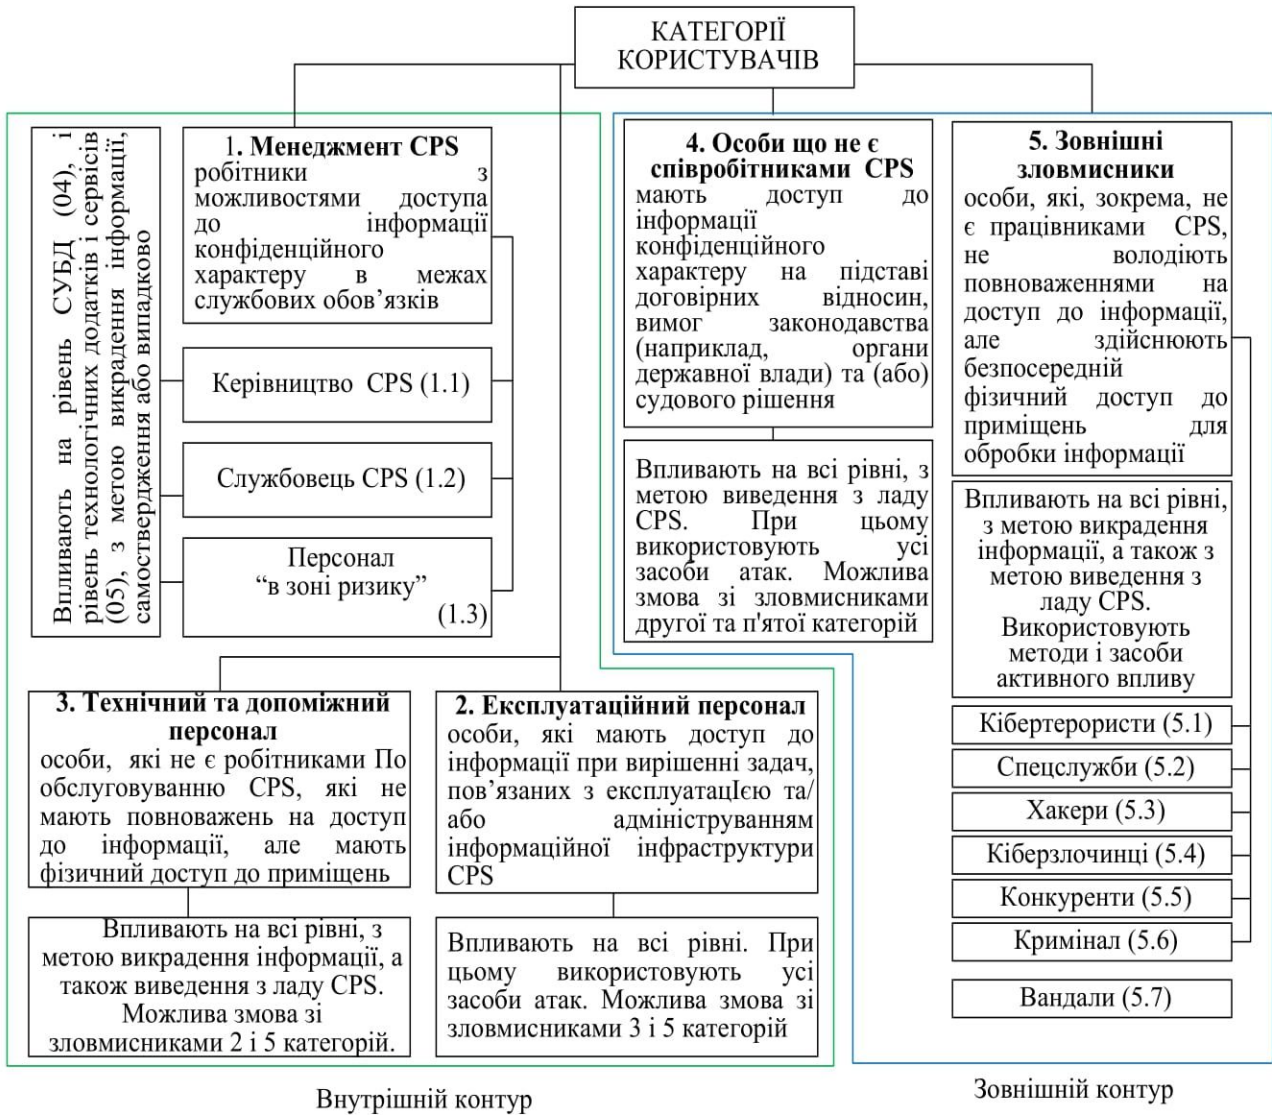 КАТЕГОРІЇ
КОРИСТУВАЧІВ
Впливають на рівень СУБД (04), і
рівень технологічних додатків і сервісів
(05), з метою викрадення інформації,
самоствердження або випадково
1. Менеджмент CPS
робітники з
можливостями доступа
до інформації
конфіденційного
характеру в межах
службових обов’язків
Керівництво CPS (1.1)
Службовець CPS (1.2)
Персонал
“в зоні ризику”
(1.3)
4. Особи що не є
співробітниками CPS
мають доступ до
інформації
конфіденційного
характеру на підставі
договірних відносин,
вимог законодавства
(наприклад, органи
державної влади) та (або)
судового рішення
Впливають на всі рівні, з
метою виведення з ладу
CPS. При цьому
використовують усі
засоби атак. Можлива
змова зі зловмисниками
другої та п'ятої категорій
5. Зовнішні
зловмисники
особи, які, зокрема, не
є працівниками CPS,
не володіють
повноваженнями на
доступ до інформації,
але здійснюють
безпосередній
фізичний доступ до
приміщень для
обробки інформації
Впливають на всі рівні,
з метою викрадення
інформації, а також з
метою виведення з
ладу CPS.
Використовують
методи і засоби
активного впливу
Кібертерористи (5.1)
Спецслужби (5.2)
Хакери (5.3)
Кіберзлочинці (5.4)
Конкуренти (5.5)
Кримінал (5.6)
Вандали (5.7)
3. Технічний та допоміжний
персонал
особи, які не є робітниками По
обслуговуванню CPS, які не
мають повноважень на доступ
до інформації, але мають
фізичний доступ до приміщень
Впливають на всі рівні, з
метою викрадення інформації, а
також виведення з ладу CPS.
Можлива змова зі
зловмисниками 2 і 5 категорій.
2. Експлуатаційний персонал
особи, які мають доступ до
інформації при вирішенні задач,
пов’язаних з експлуатацІєю та/
або адмініструванням
інформаційної інфраструктури
CPS
Впливають на всі рівні. При
цьому використовують усі
засоби атак. Можлива змова зі
зловмисниками 3 і 5 категорій
Внутрішній контур
Зовнішній контур